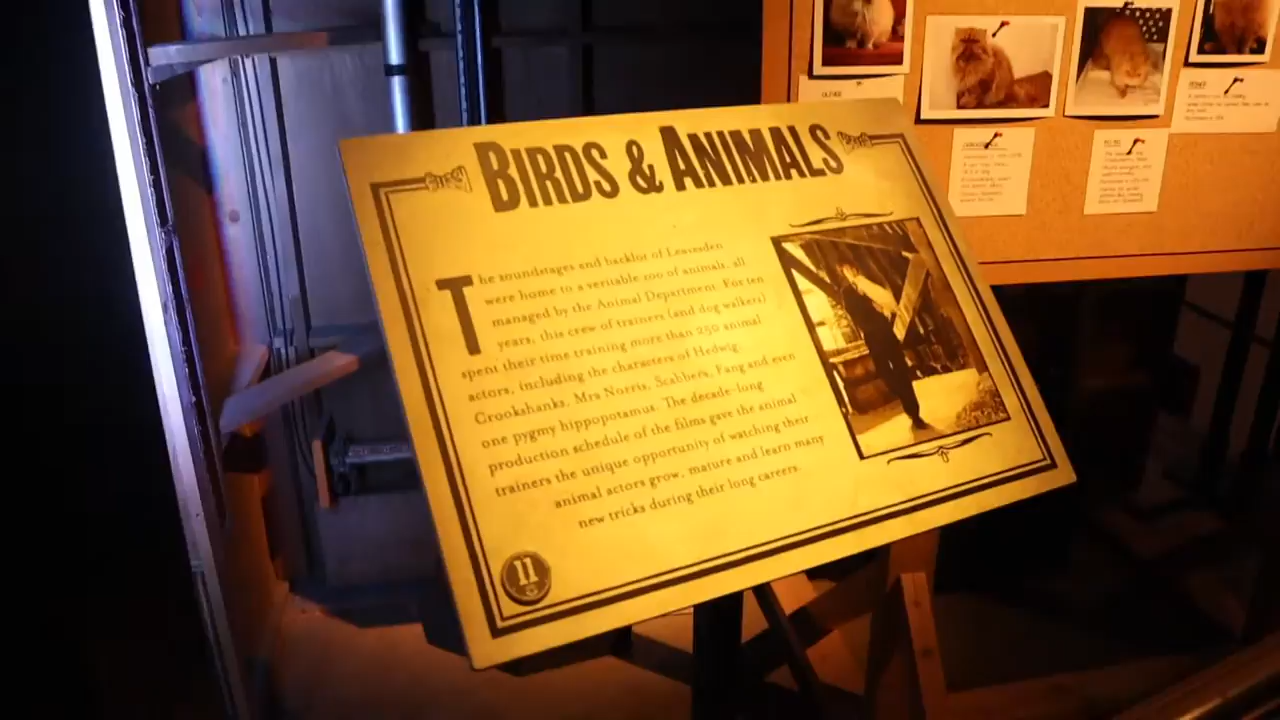 BIRDS & ANIMALS
The soundstages and backlot of Leavesden
were home to a veritable zoo of animals, all
managed by the Animal Department. For ten
years, this crew of trainers (and dog walkers)
spent their time training more than 250 animal
actors, including the characters of Hedwig,
Crookshanks, Mrs Norris, Scabbers, Fang and even
one pygmy hippopotamus. The decade-long
production schedule of the films gave the animal
trainers the unique opportunity of watching their
animal actors grow, mature and learn many
new tricks during their long careers.
11